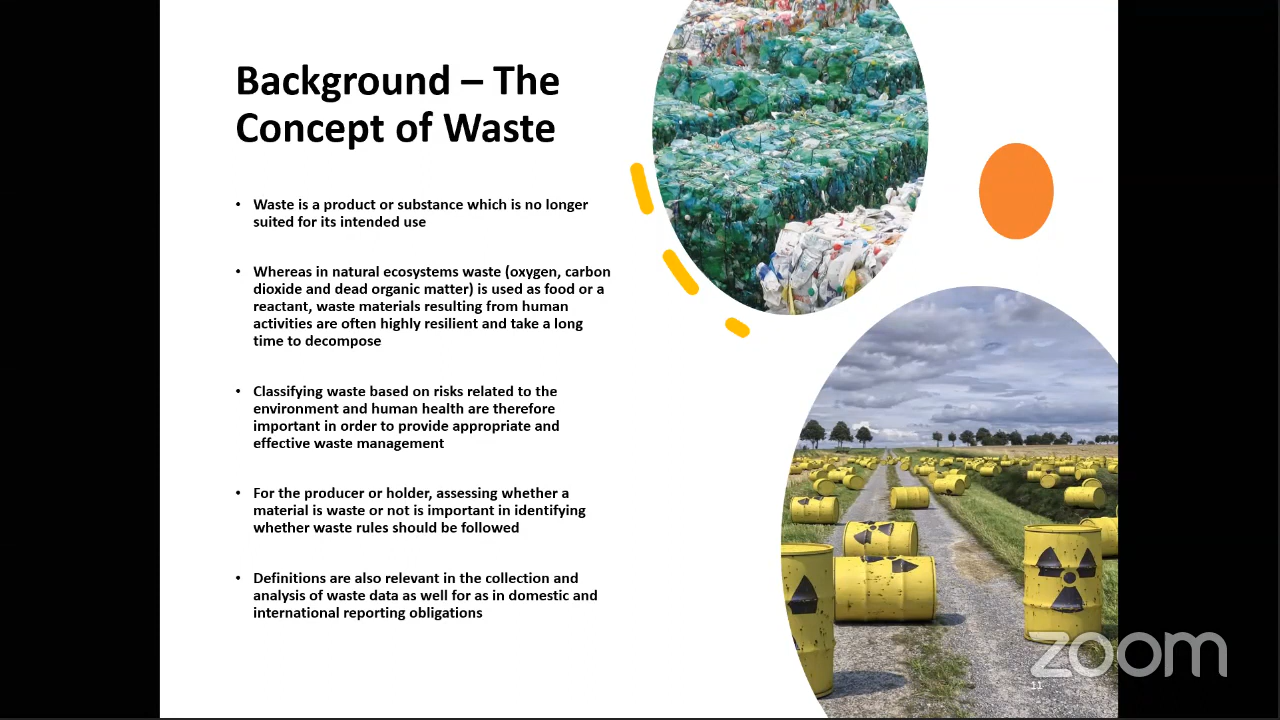 Background – The
Concept of Waste
• Waste is a product or substance which is no longer
suited for its intended use
• Whereas in natural ecosystems waste (oxygen, carbon
dioxide and dead organic matter) is used as food or a
reactant, waste materials resulting from human
activities are often highly resilient and take a long
time to decompose
• Classifying waste based on risks related to the
environment and human health are therefore
important in order to provide appropriate and
effective waste management
• For the producer or holder, assessing whether a
material is waste or not is important in identifying
whether waste rules should be followed
• Definitions are also relevant in the collection and
analysis of waste data as well for as in domestic and
international reporting obligations
zoom
11